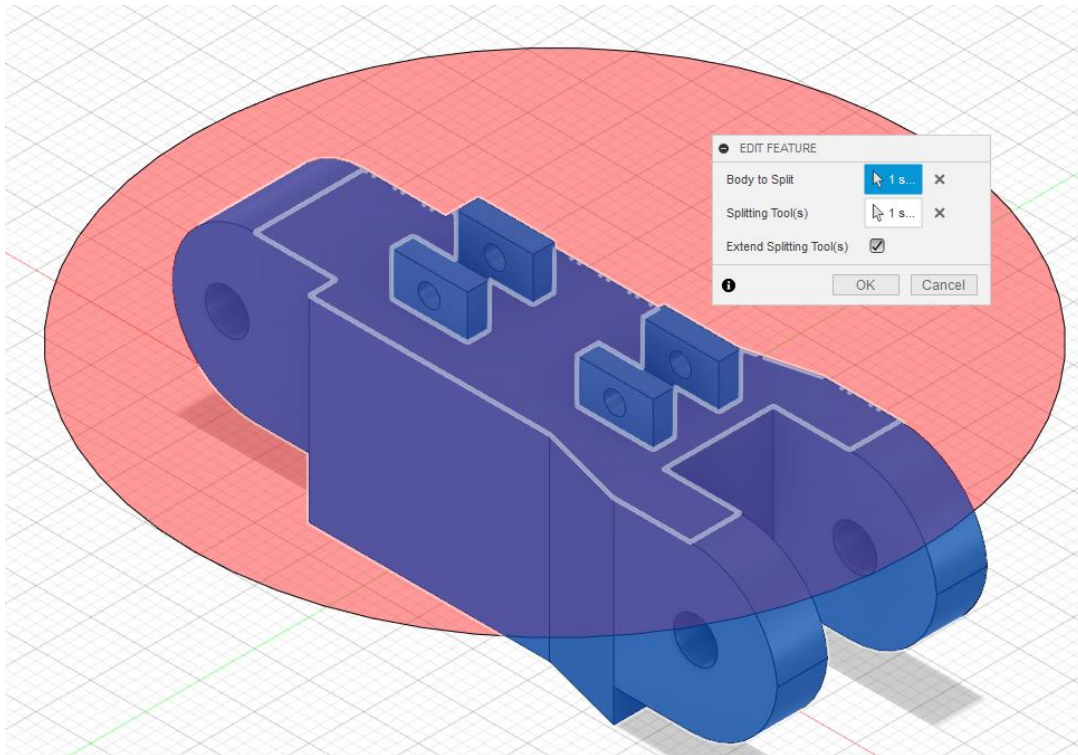 EDIT FEATURE
Body to Split 1 s...
Splitting Tool(s) 1 s...
Extend Splitting Tool(s)
OK Cancel